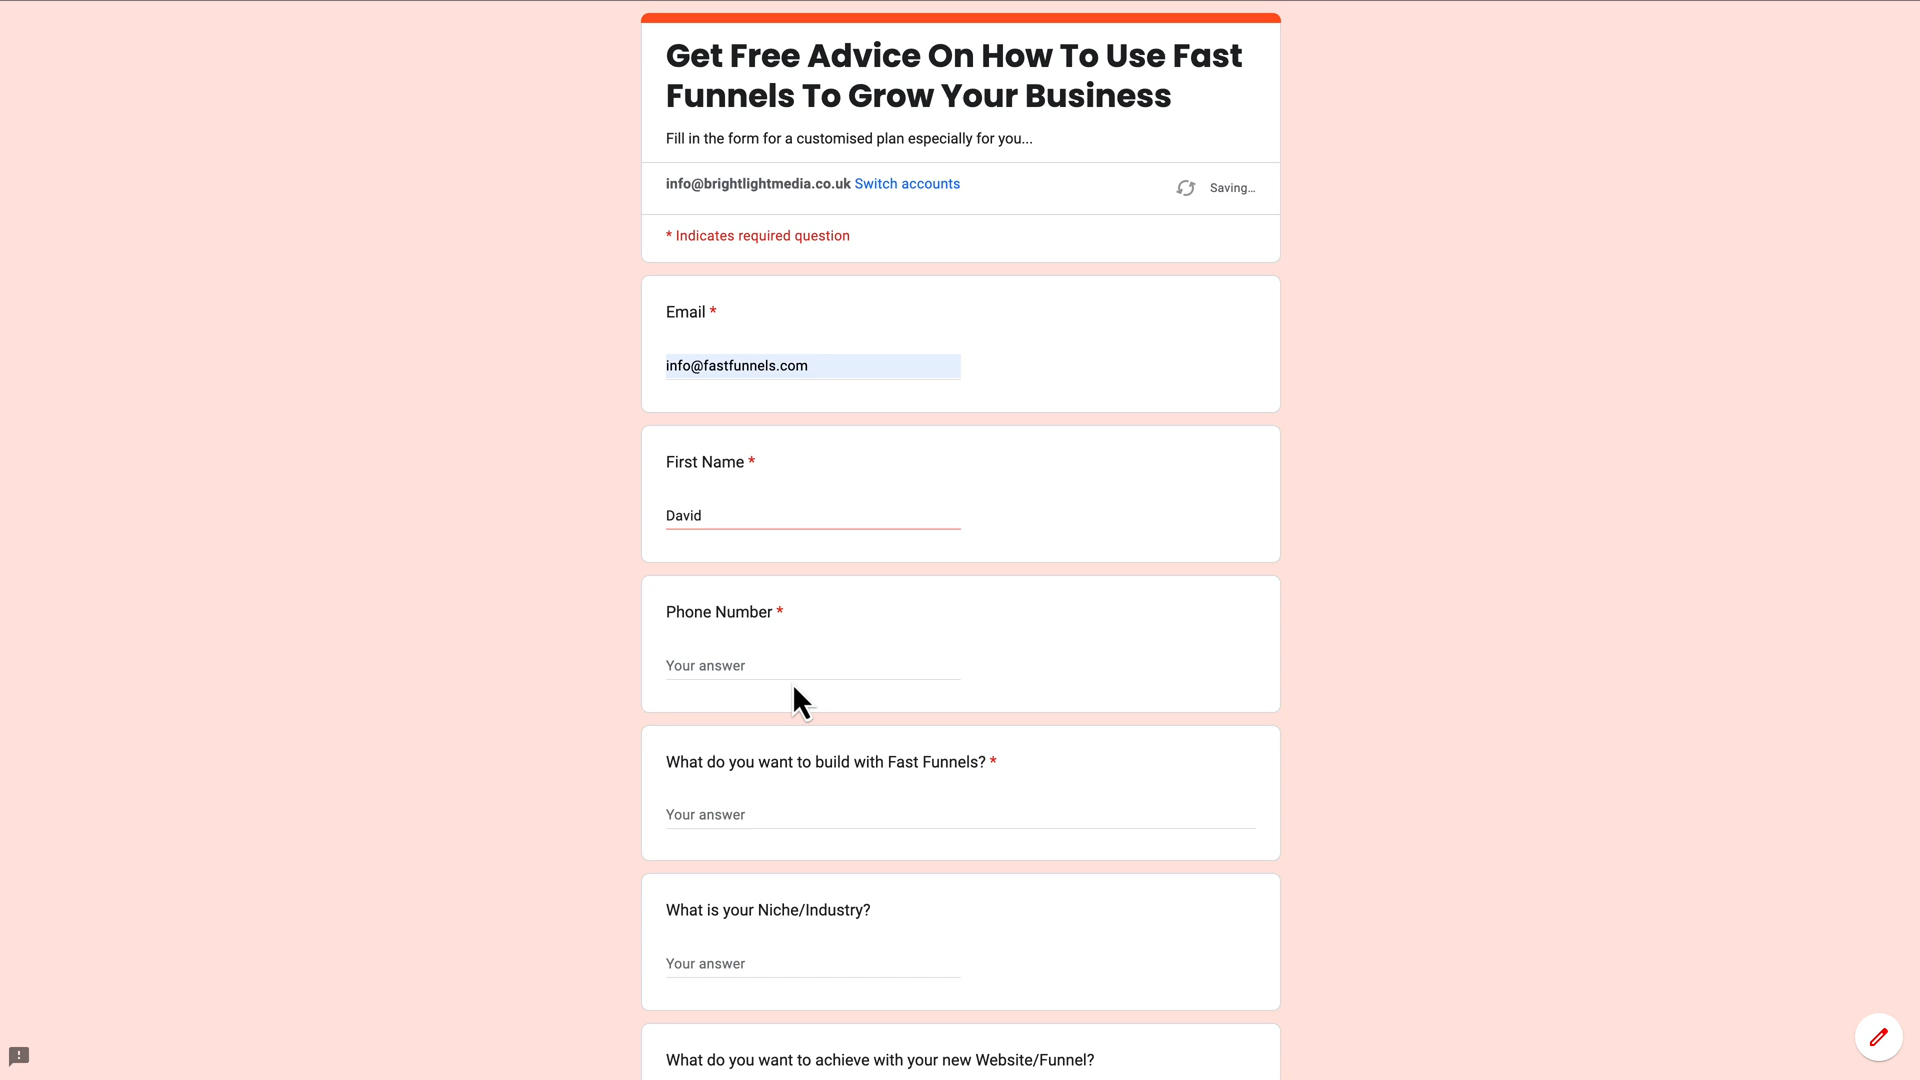 Get Free Advice On How To Use Fast
Funnels To Grow Your Business
Fill in the form for a customised plan especially for you...
info@brightlightmedia.co.uk Switch accounts
Saving...
* Indicates required question
Email *
info@fastfunnels.com
First Name *
David
Phone Number *
Your answer
What do you want to build with Fast Funnels? *
Your answer
What is your Niche/Industry?
Your answer
What do you want to achieve with your new Website/Funnel?